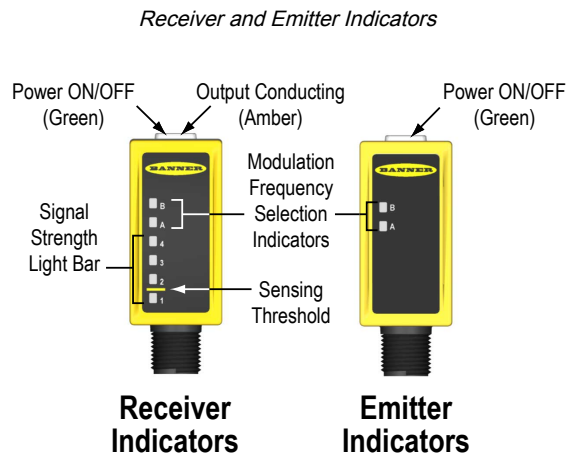 Receiver and Emitter Indicators
Power ON/OFF
(Green)
Output Conducting
(Amber)
Power ON/OFF
(Green)
BANNER
B
A
4
3
2
1
Signal
Strength
Light Bar
Modulation
Frequency
Selection
Indicators
Sensing
Threshold
BANNER
B
A
Receiver
Indicators
Emitter
Indicators